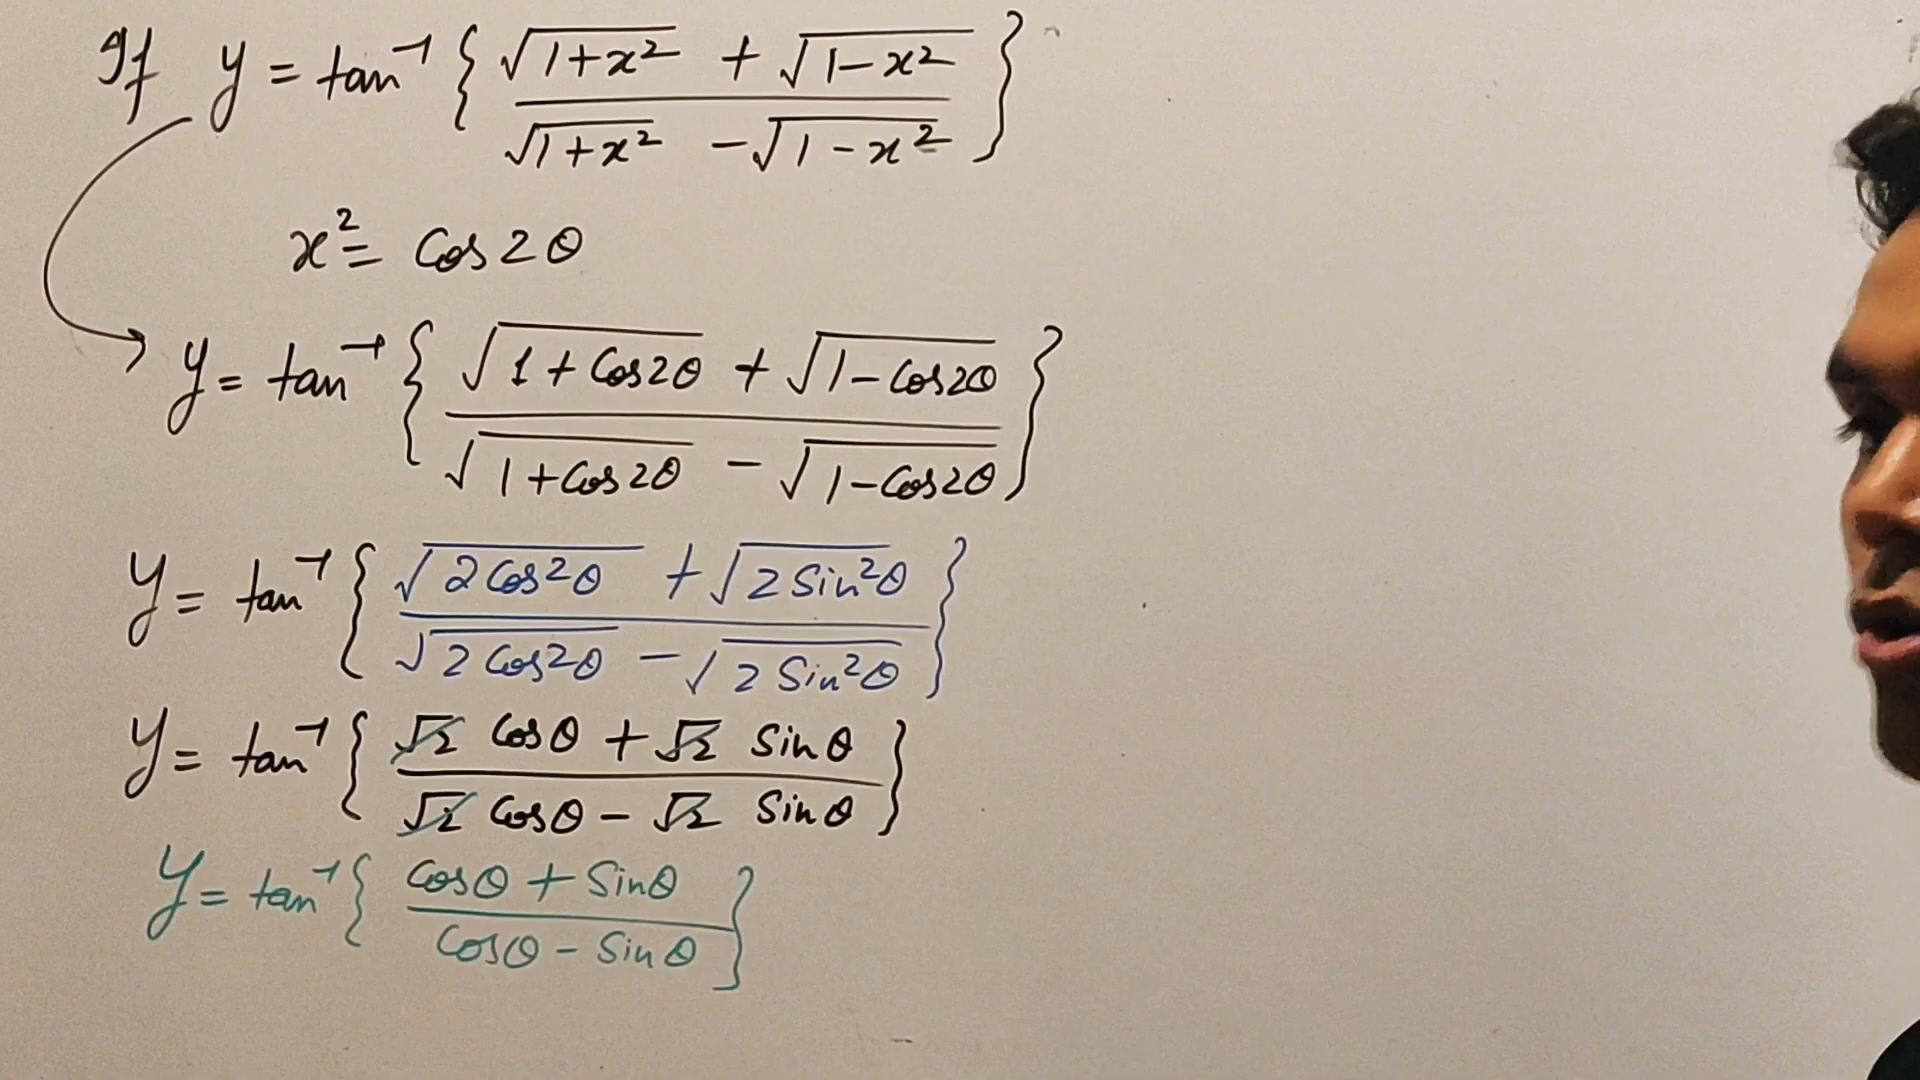 If y = tan⁻¹ { (√(1+x²) + √(1-x²)) / (√(1+x²) - √(1-x²)) }
x² = Cos2θ
y = tan⁻¹ { (√(1+Cos2θ) + √(1-Cos2θ)) / (√(1+Cos2θ) - √(1-Cos2θ)) }
y = tan⁻¹ { (√(2Cos²θ) + √(2Sin²θ)) / (√(2Cos²θ) - √(2Sin²θ)) }
y = tan⁻¹ { (√2 Cosθ + √2 Sinθ) / (√2 Cosθ - √2 Sinθ) }
y = tan⁻¹ { (Cosθ + Sinθ) / (Cosθ - Sinθ) }